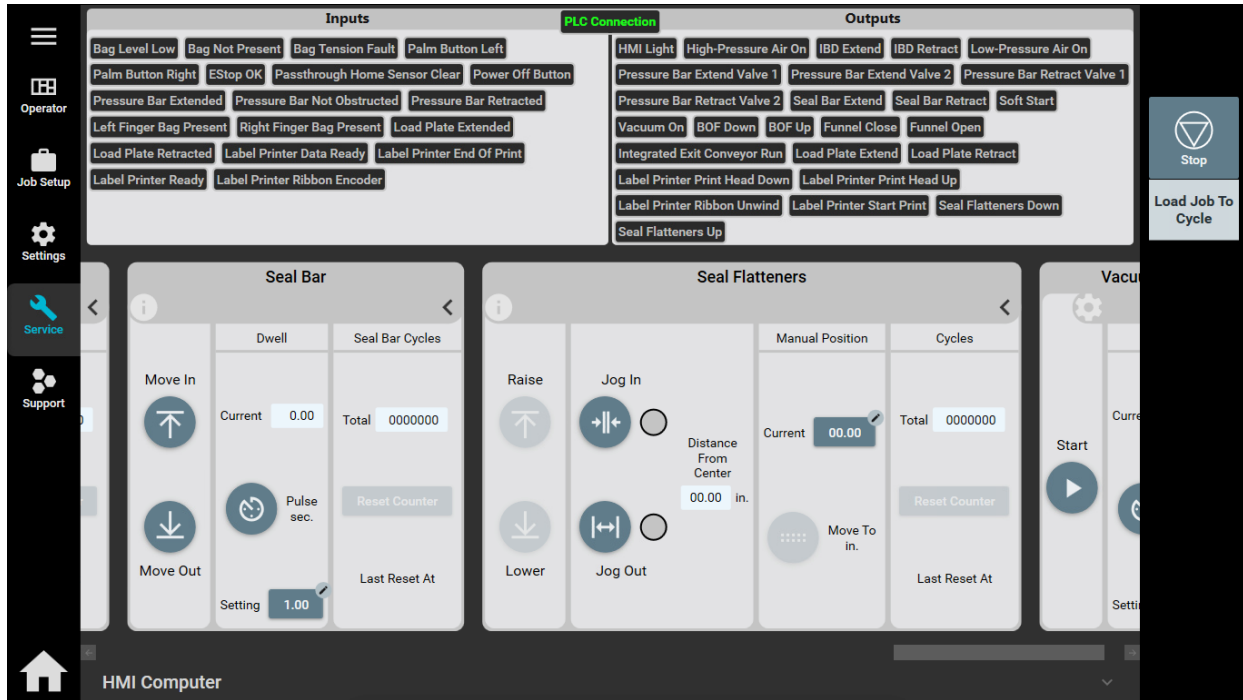 Inputs
PLC Connection
Outputs
Bag Level Low Bag Not Present Bag Tension Fault Palm Button Left
Palm Button Right EStop OK Passthrough Home Sensor Clear Power Off Button
Pressure Bar Extended Pressure Bar Not Obstructed Pressure Bar Retracted
Left Finger Bag Present Right Finger Bag Present Load Plate Extended
Load Plate Retracted Label Printer Data Ready Label Printer End Of Print
Label Printer Ready Label Printer Ribbon Encoder
HMI Light High-Pressure Air On IBD Extend IBD Retract Low-Pressure Air On
Pressure Bar Extend Valve 1 Pressure Bar Extend Valve 2 Pressure Bar Retract Valve 1
Pressure Bar Retract Valve 2 Seal Bar Extend Seal Bar Retract Soft Start
Vacuum On BOF Down BOF Up Funnel Close Funnel Open
Integrated Exit Conveyor Run Load Plate Extend Load Plate Retract
Label Printer Print Head Down Label Printer Print Head Up
Label Printer Ribbon Unwind Label Printer Start Print Seal Flatteners Down
Seal Flatteners Up
Operator
Job Setup
Settings
Service
Support
Stop
Load Job To
Cycle
Seal Bar
i
Move In
Move Out
Dwell
Current 0.00
Pulse
sec.
Setting 1.00
Seal Bar Cycles
Total 0000000
Reset Counter
Last Reset At
Seal Flatteners
i
Raise
Lower
Jog In
Jog Out
Distance
From
Center
00.00 in.
Manual Position
Current 00.00
Move To
in.
Cycles
Total 0000000
Reset Counter
Last Reset At
Start
HMI Computer